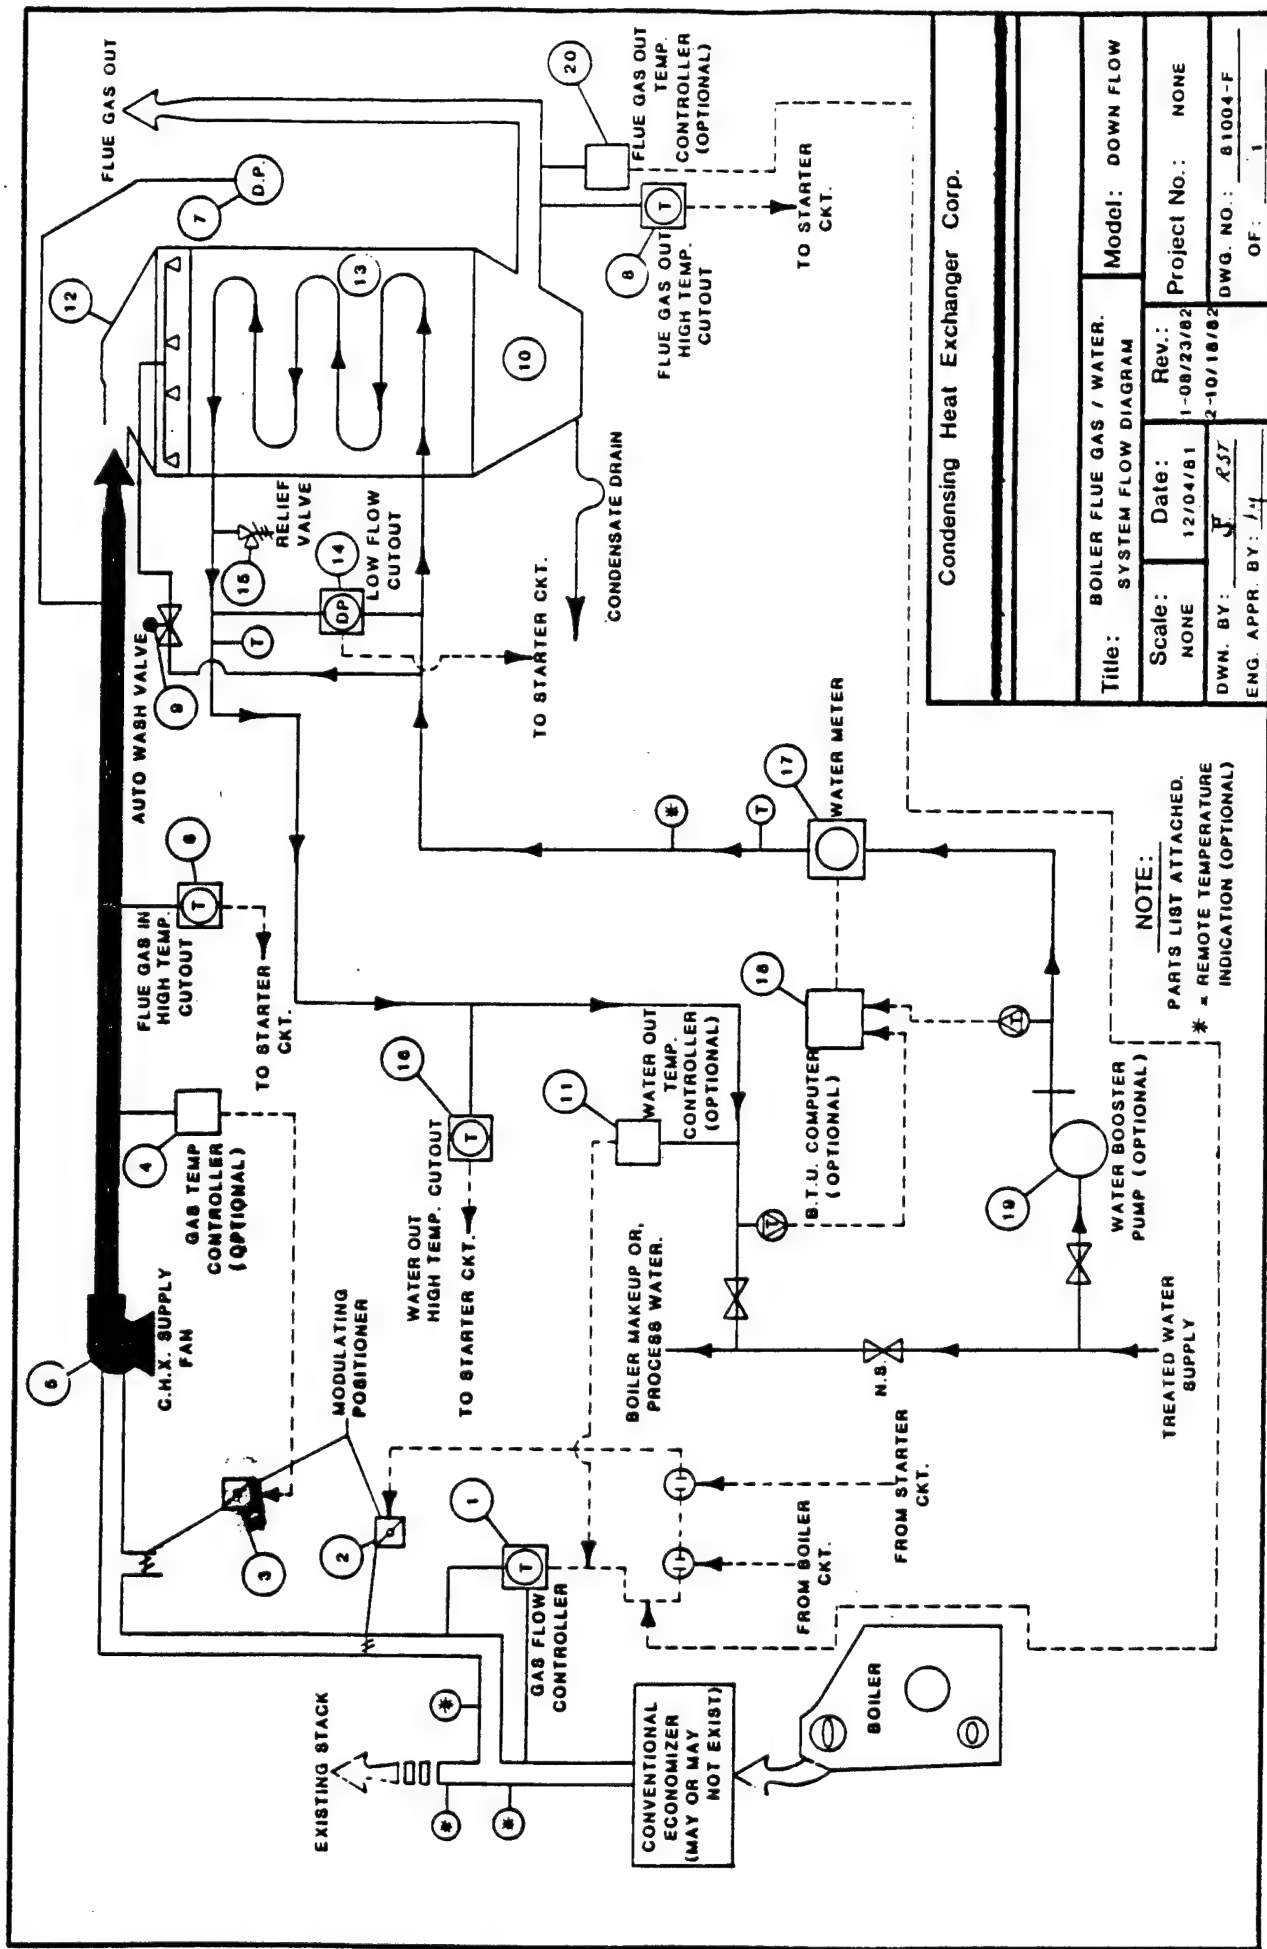 FLUE GAS OUT
12
7
D.P.
13
10
20
FLUE GAS OUT
TEMP.
CONTROLLER
(OPTIONAL)
8
T
FLUE GAS OUT
HIGH TEMP.
CUTOUT
TO STARTER
CKT.
AUTO WASH VALVE
9
15
RELIEF
VALVE
14
DP
LOW FLOW
CUTOUT
T
TO STARTER CKT.
CONDENSATE DRAIN
6
T
FLUE GAS IN
HIGH TEMP.
CUTOUT
TO STARTER
CKT.
4
GAS TEMP
CONTROLLER
(OPTIONAL)
5
C.H.X. SUPPLY
FAN
16
T
WATER OUT
HIGH TEMP. CUTOUT
TO STARTER CKT.
MODULATING
POSITIONER
3
2
1
T
GAS FLOW
CONTROLLER
EXISTING STACK
*
*
*
CONVENTIONAL
ECONOMIZER
(MAY OR MAY
NOT EXIST)
BOILER
FROM BOILER
CKT.
FROM STARTER
CKT.
11
WATER OUT
TEMP.
CONTROLLER
(OPTIONAL)
BOILER MAKEUP OR,
PROCESS WATER.
T
N.S.
TREATED WATER
SUPPLY
18
B.T.U. COMPUTER
(OPTIONAL)
17
WATER METER
*
T
T
19
WATER BOOSTER
PUMP (OPTIONAL)
NOTE:
PARTS LIST ATTACHED.
* = REMOTE TEMPERATURE
INDICATION (OPTIONAL)
Condensing Heat Exchanger Corp.
Title: BOILER FLUE GAS / WATER.
SYSTEM FLOW DIAGRAM
Model: DOWN FLOW
Scale:
NONE
Date:
12/04/81
Rev.:
1-08/23/82
2-10/18/82
Project No.: NONE
DWN. BY: RST
ENG. APPR. BY:
DWG. NO.: 81004-F
OF: 1